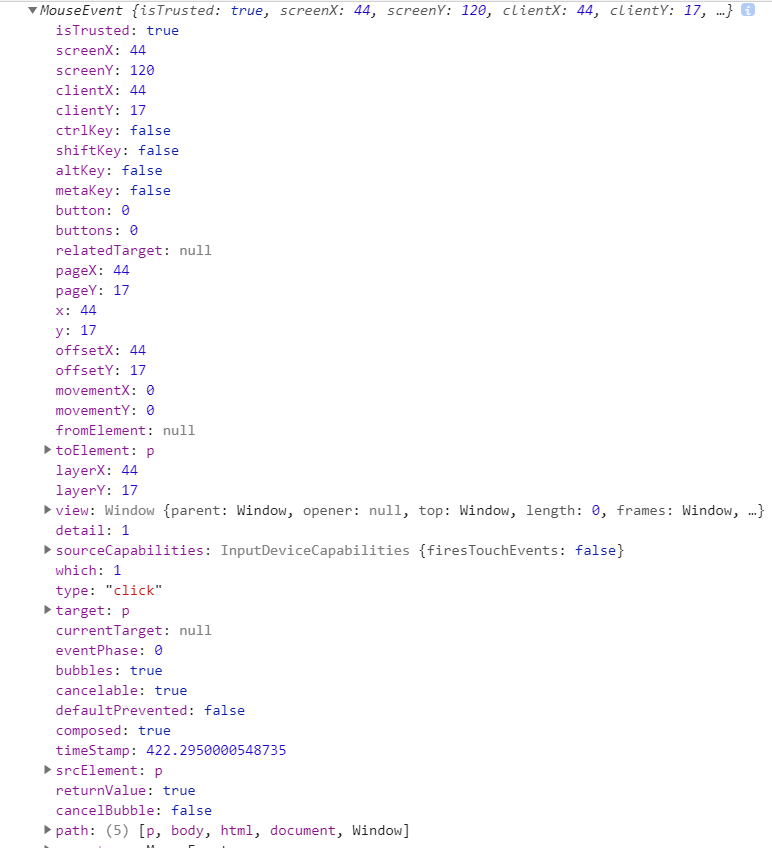 MouseEvent {isTrusted: true, screenX: 44, screenY: 120, clientX: 44, clientY: 17, …} i
isTrusted: true
screenX: 44
screenY: 120
clientX: 44
clientY: 17
ctrlKey: false
shiftKey: false
altKey: false
metaKey: false
button: 0
buttons: 0
relatedTarget: null
pageX: 44
pageY: 17
x: 44
y: 17
offsetX: 44
offsetY: 17
movementX: 0
movementY: 0
fromElement: null
toElement: p
layerX: 44
layerY: 17
view: Window {parent: Window, opener: null, top: Window, length: 0, frames: Window, …}
detail: 1
sourceCapabilities: InputDeviceCapabilities {firesTouchEvents: false}
which: 1
type: "click"
target: p
currentTarget: null
eventPhase: 0
bubbles: true
cancelable: true
defaultPrevented: false
composed: true
timeStamp: 422.2950000548735
srcElement: p
returnValue: true
cancelBubble: false
path: (5) [p, body, html, document, Window]